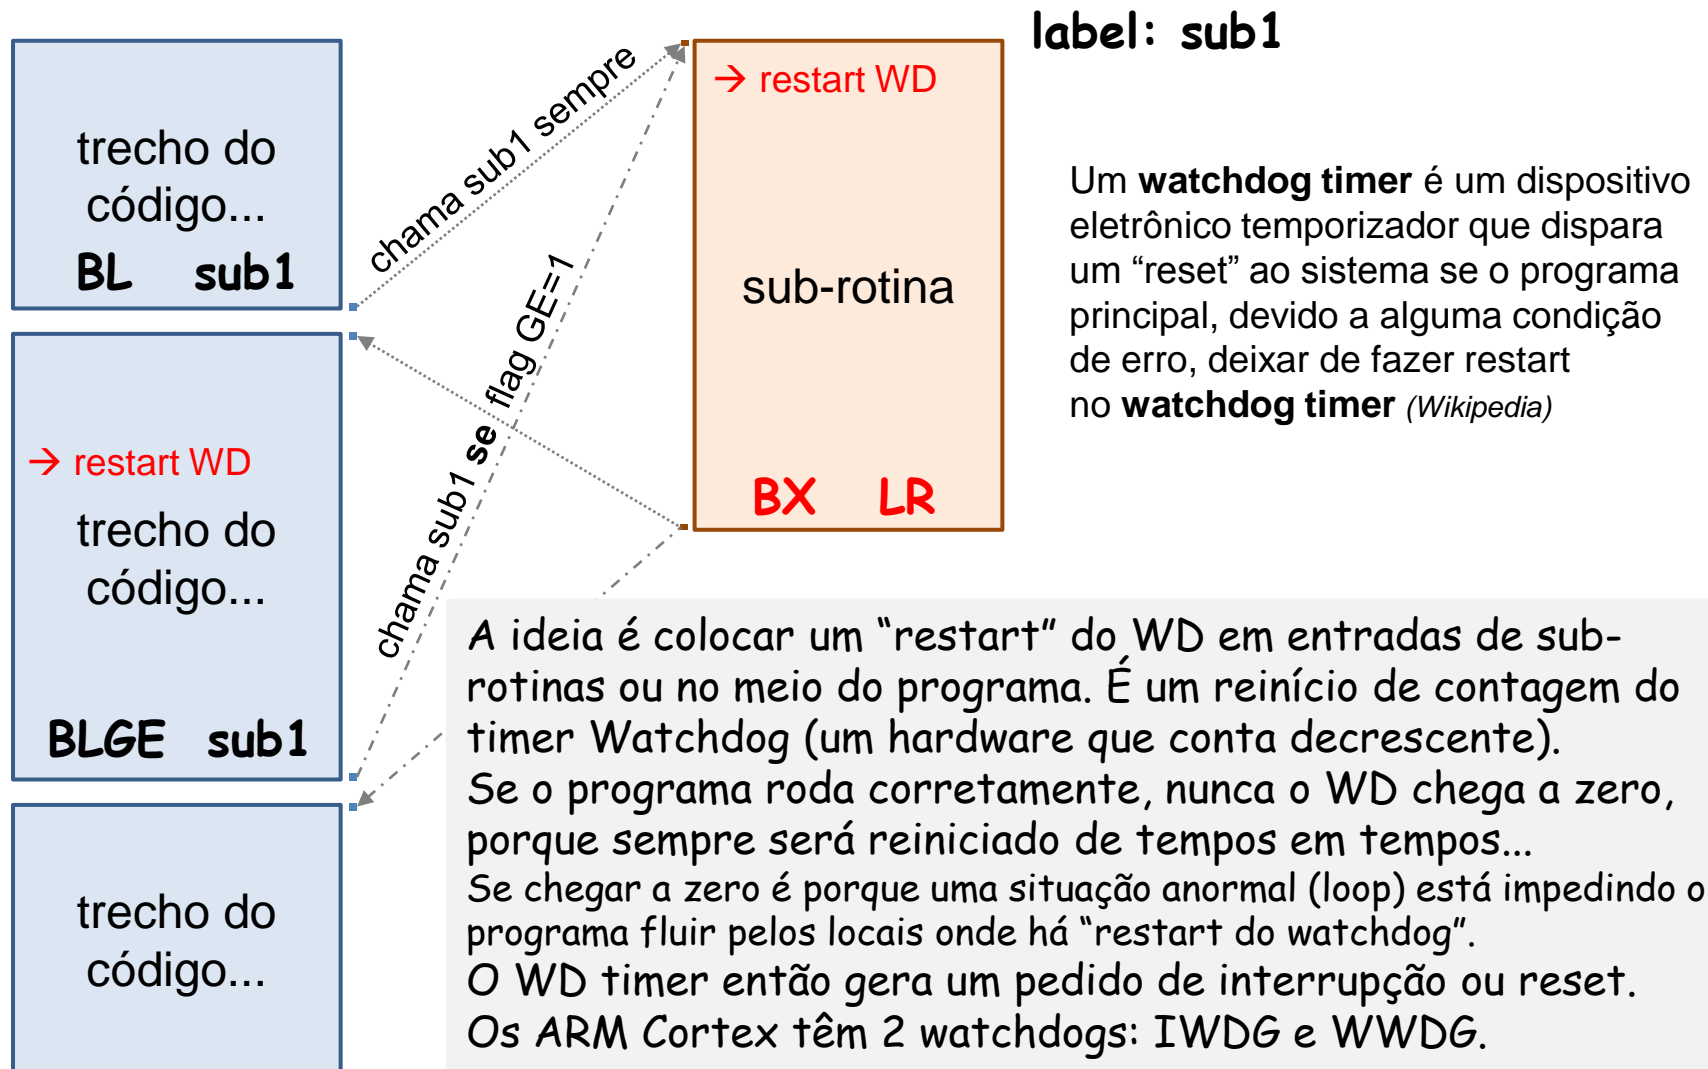 label: sub1
→ restart WD
trecho do
código...
BL sub1
chama sub1 sempre
sub-rotina
BX LR
Um watchdog timer é um dispositivo
eletrônico temporizador que dispara
um “reset” ao sistema se o programa
principal, devido a alguma condição
de erro, deixar de fazer restart
no watchdog timer (Wikipedia)
chama sub1 se flag GE=1
→ restart WD
trecho do
código...
BLGE sub1
trecho do
código...
A ideia é colocar um “restart” do WD em entradas de sub-
rotinas ou no meio do programa. É um reinício de contagem do
timer Watchdog (um hardware que conta decrescente).
Se o programa roda corretamente, nunca o WD chega a zero,
porque sempre será reiniciado de tempos em tempos...
Se chegar a zero é porque uma situação anormal (loop) está impedindo o
programa fluir pelos locais onde há “restart do watchdog”.
O WD timer então gera um pedido de interrupção ou reset.
Os ARM Cortex têm 2 watchdogs: IWDG e WWDG.